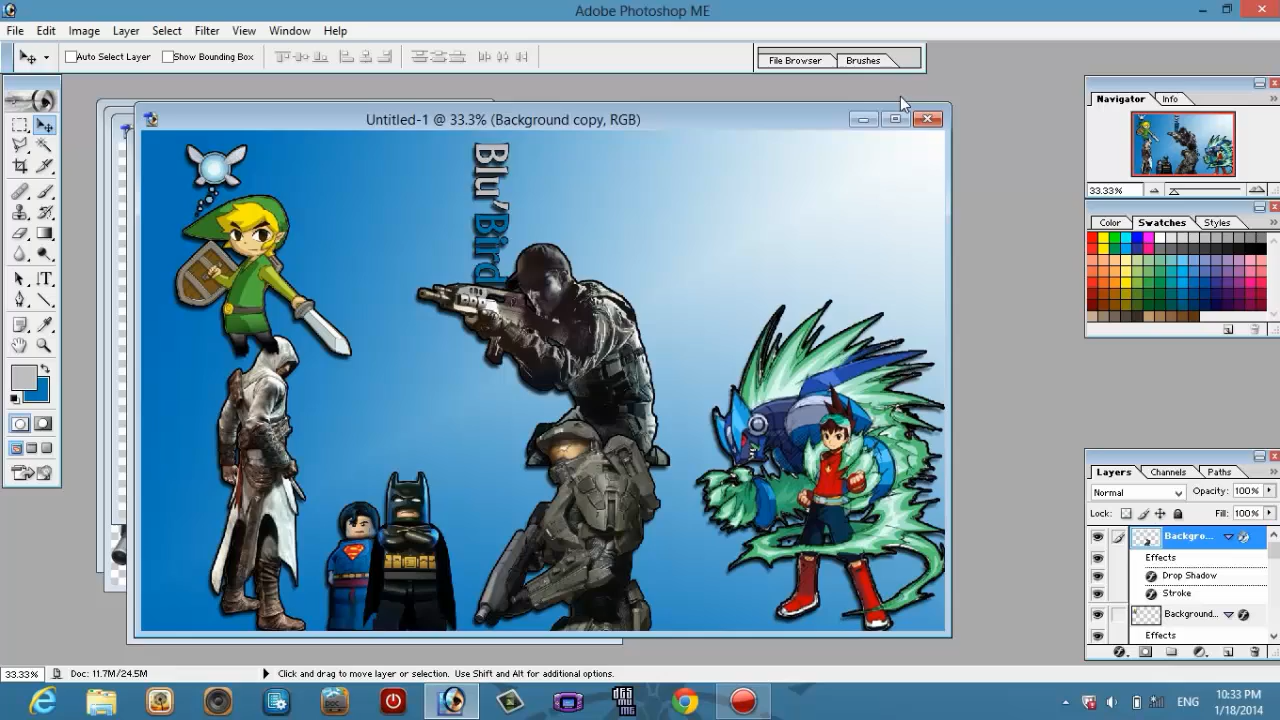 Adobe Photoshop ME
File Edit Image Layer Select Filter View Window Help
Auto Select Layer Show Bounding Box File Browser Brushes
Untitled-1 @ 33.3% (Background copy, RGB)
Blu'Bird
Navigator Info
33.33%
Color Swatches Styles
Layers Channels Paths
Normal Opacity: 100%
Lock: Fill: 100%
Backgro...
Effects
Drop Shadow
Stroke
Background...
Effects
33.33% Doc: 11.7M/24.5M Click and drag to move layer or selection. Use Shift and Alt for additional options.
ENG
10:33 PM
1/18/2014